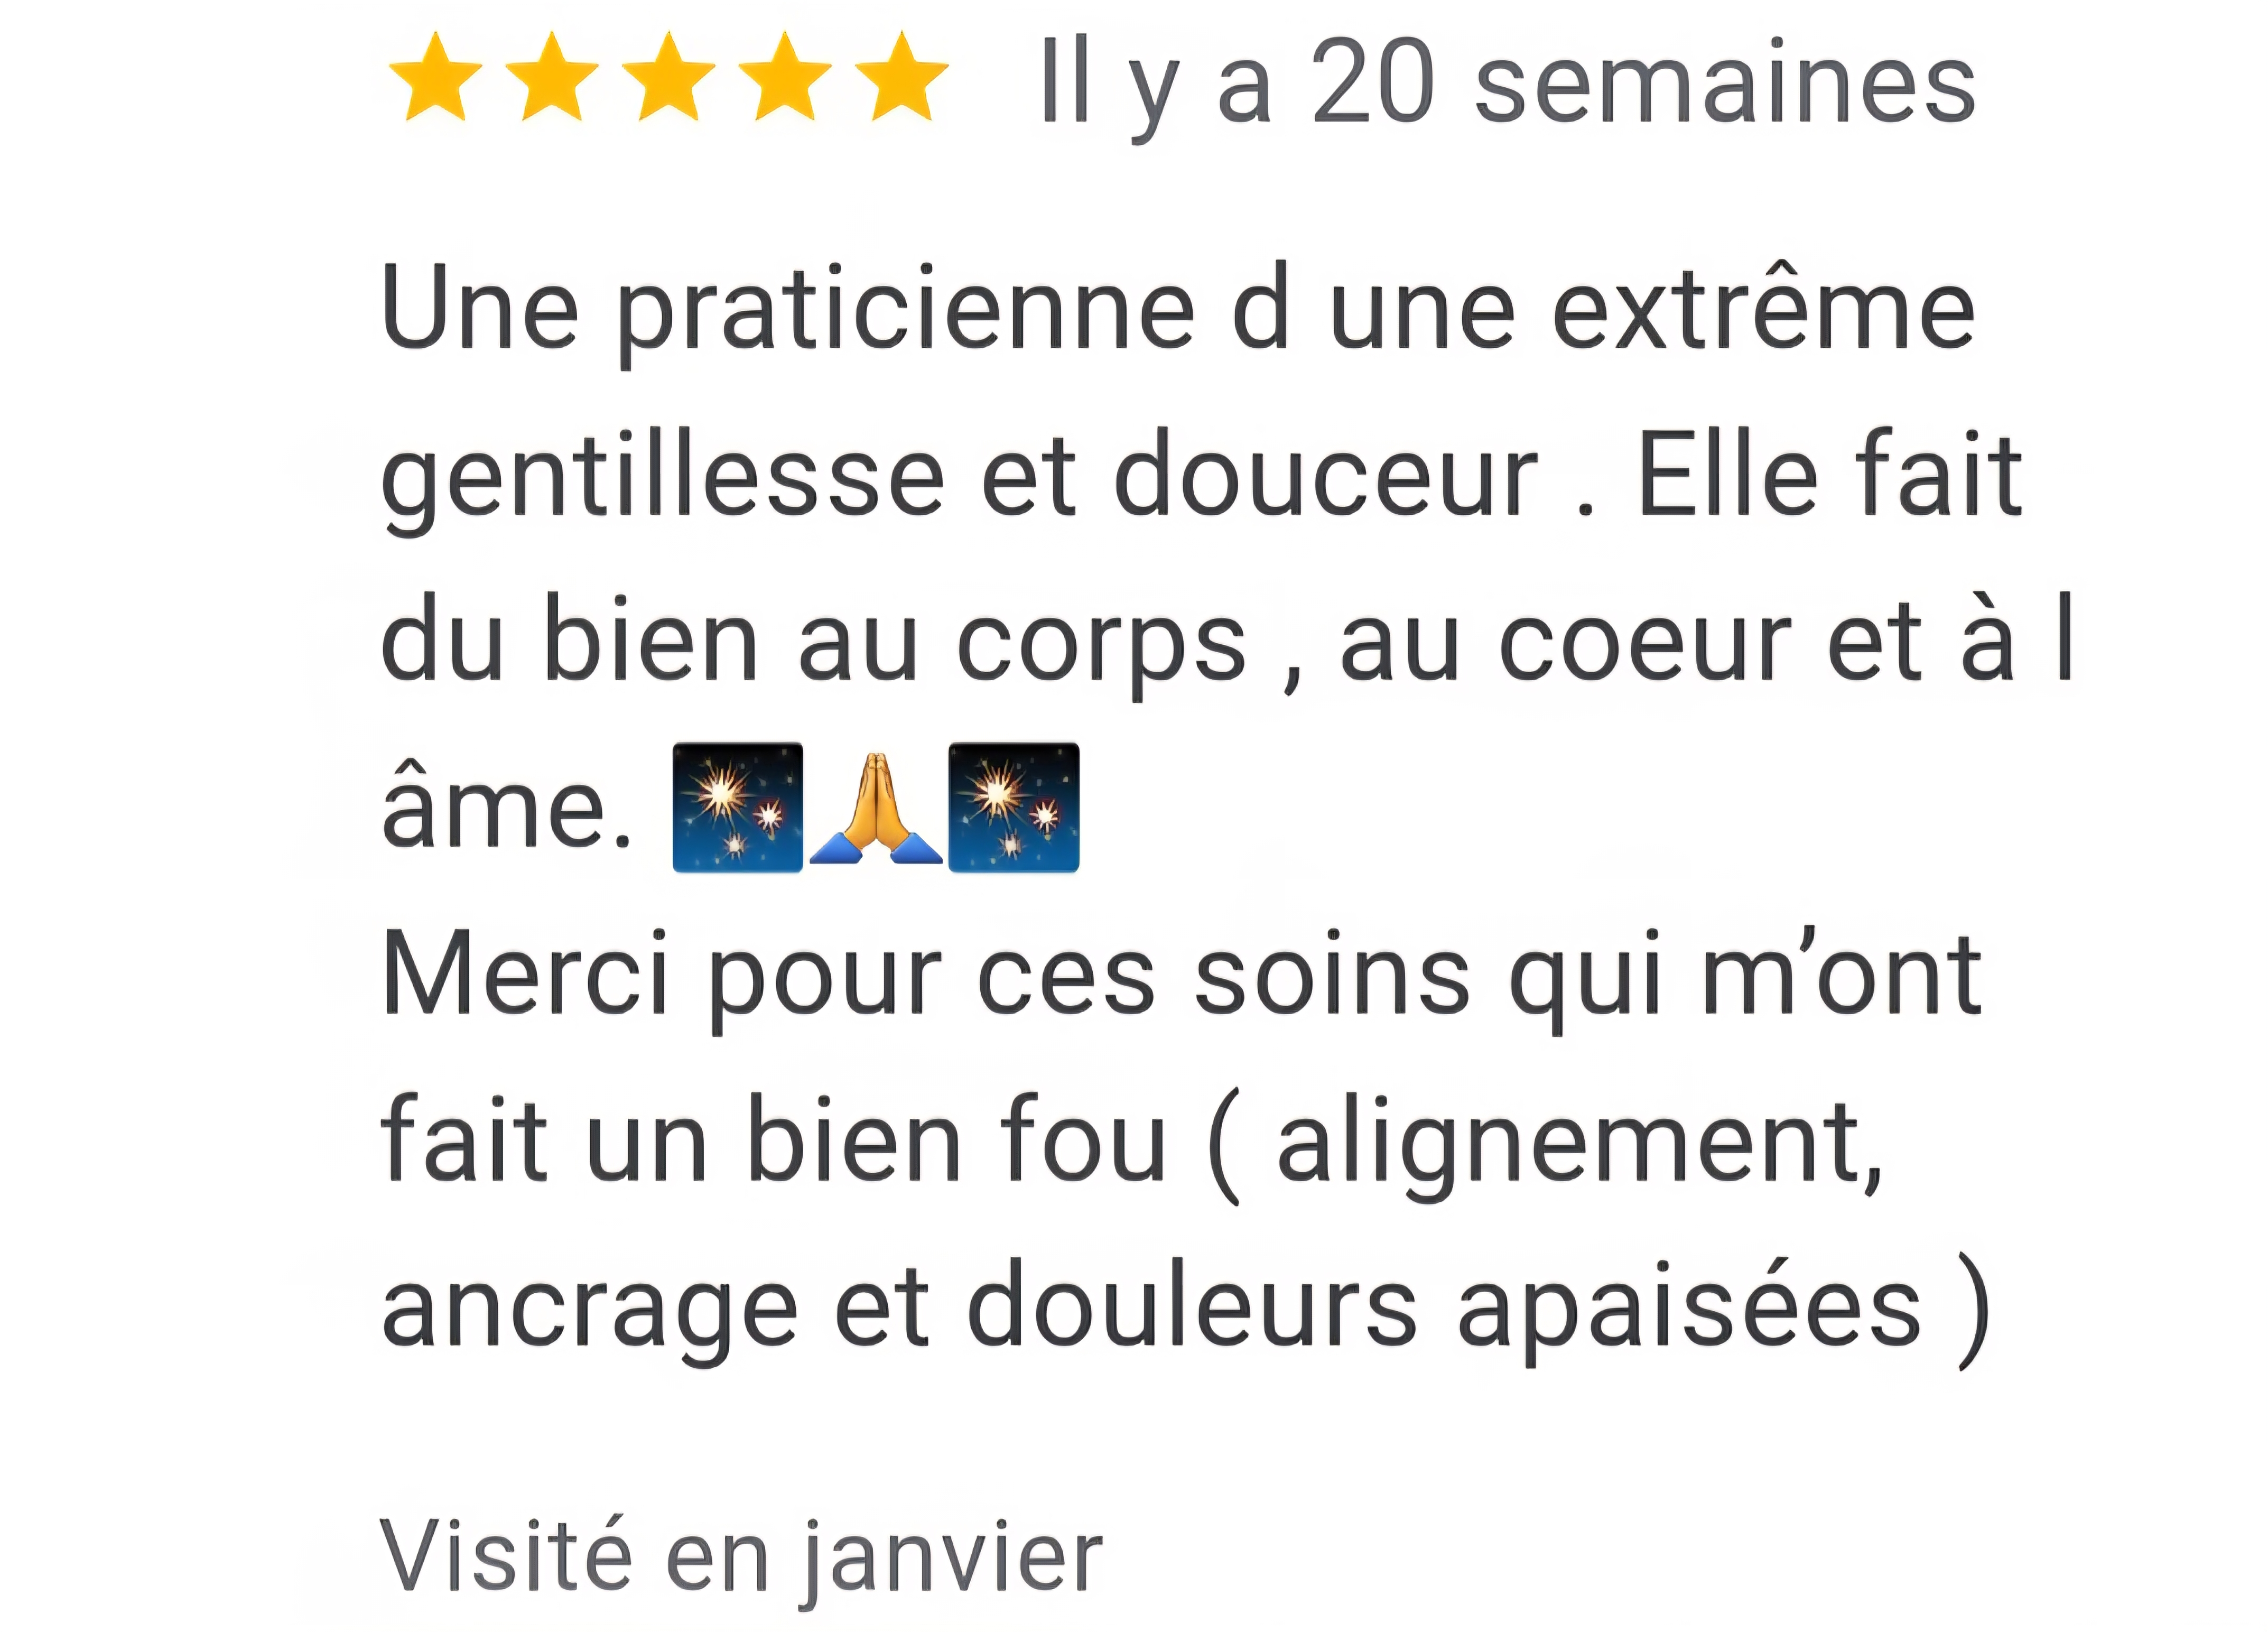 ⭐⭐⭐⭐⭐ Il y a 20 semaines
Une praticienne d une extrême
gentillesse et douceur . Elle fait
du bien au corps , au coeur et à l
âme. 🎇🙏🎇
Merci pour ces soins qui m’ont
fait un bien fou ( alignement,
ancrage et douleurs apaisées )
Visité en janvier